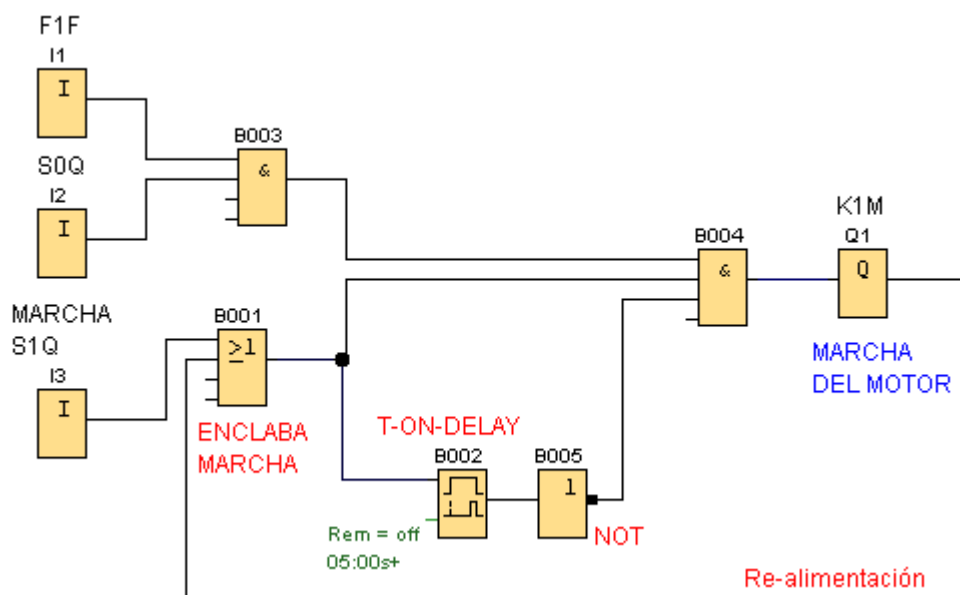 F1F
I1
I
B003
&
S0Q
I2
I
K1M
B004
Q1
&
Q
MARCHA
S1Q
B001
>1
I3
I
MARCHA
DEL MOTOR
ENCLABA
MARCHA
T-ON-DELAY
B002
B005
1
Rem = off
05:00s+
NOT
Re-alimentación